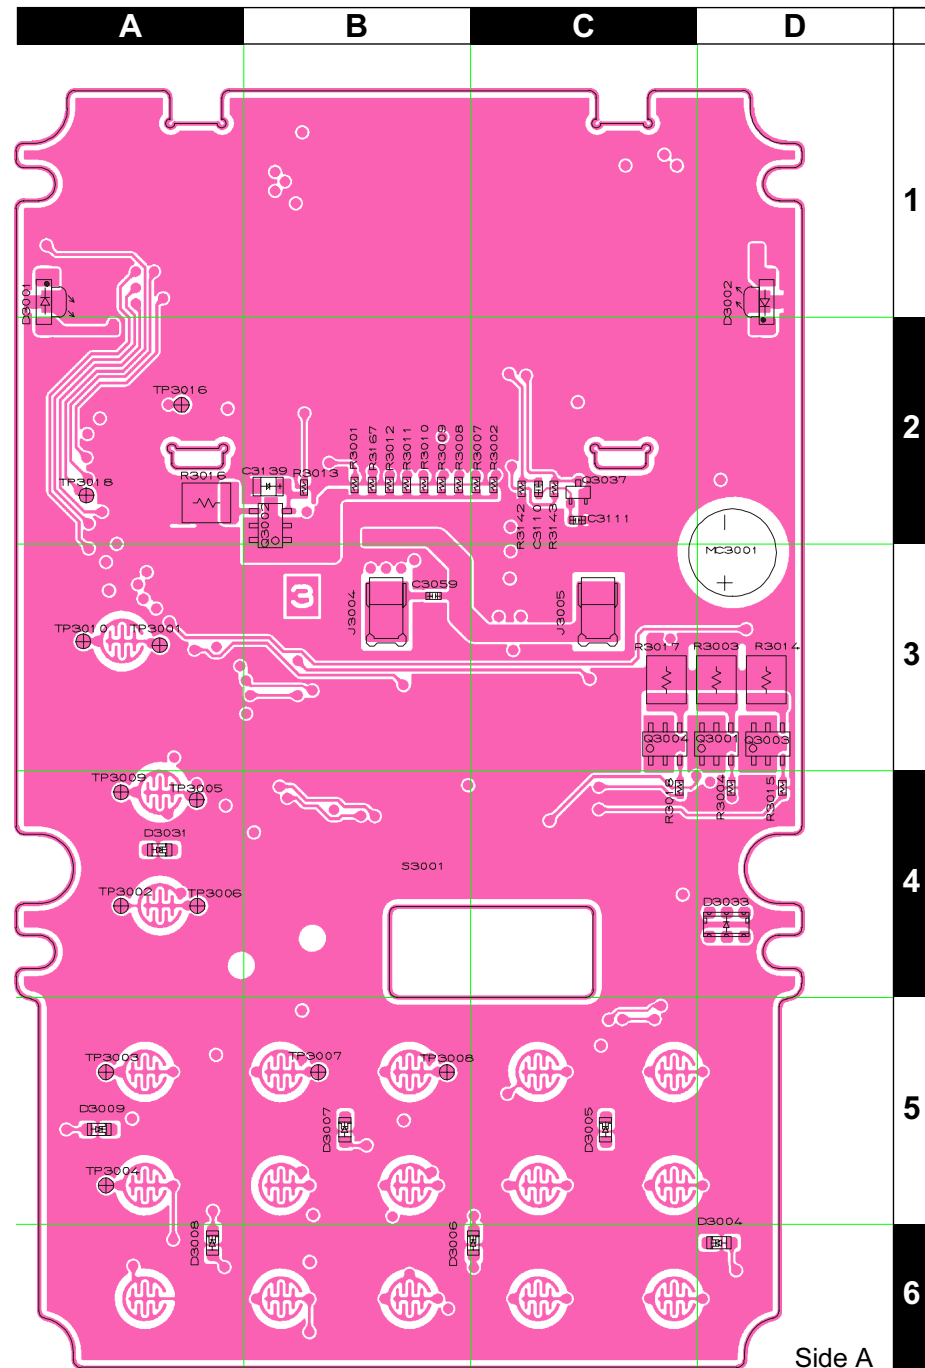 A B C D
1
D3001
D3002
TP3016
2
R3001
R3167
R3012
R3011
R3010
R3009
R3008
R3007
R3002
R3016
C3139
R3013
Q3037
TP3018
Q3002
R3142
C3110
R3143
C3111
MC3001
3
J3004
C3059
J3005
TP3010
TP3001
3
R3017
R3003
R3014
Q3004
Q3001
Q3003
TP3009
TP3005
R3018
R3004
R3015
D3031
S3001
4
TP3002
TP3006
D3033
TP3003
TP3007
TP3008
D3009
D3007
D3005
5
TP3004
D3008
D3006
D3004
6
Side A